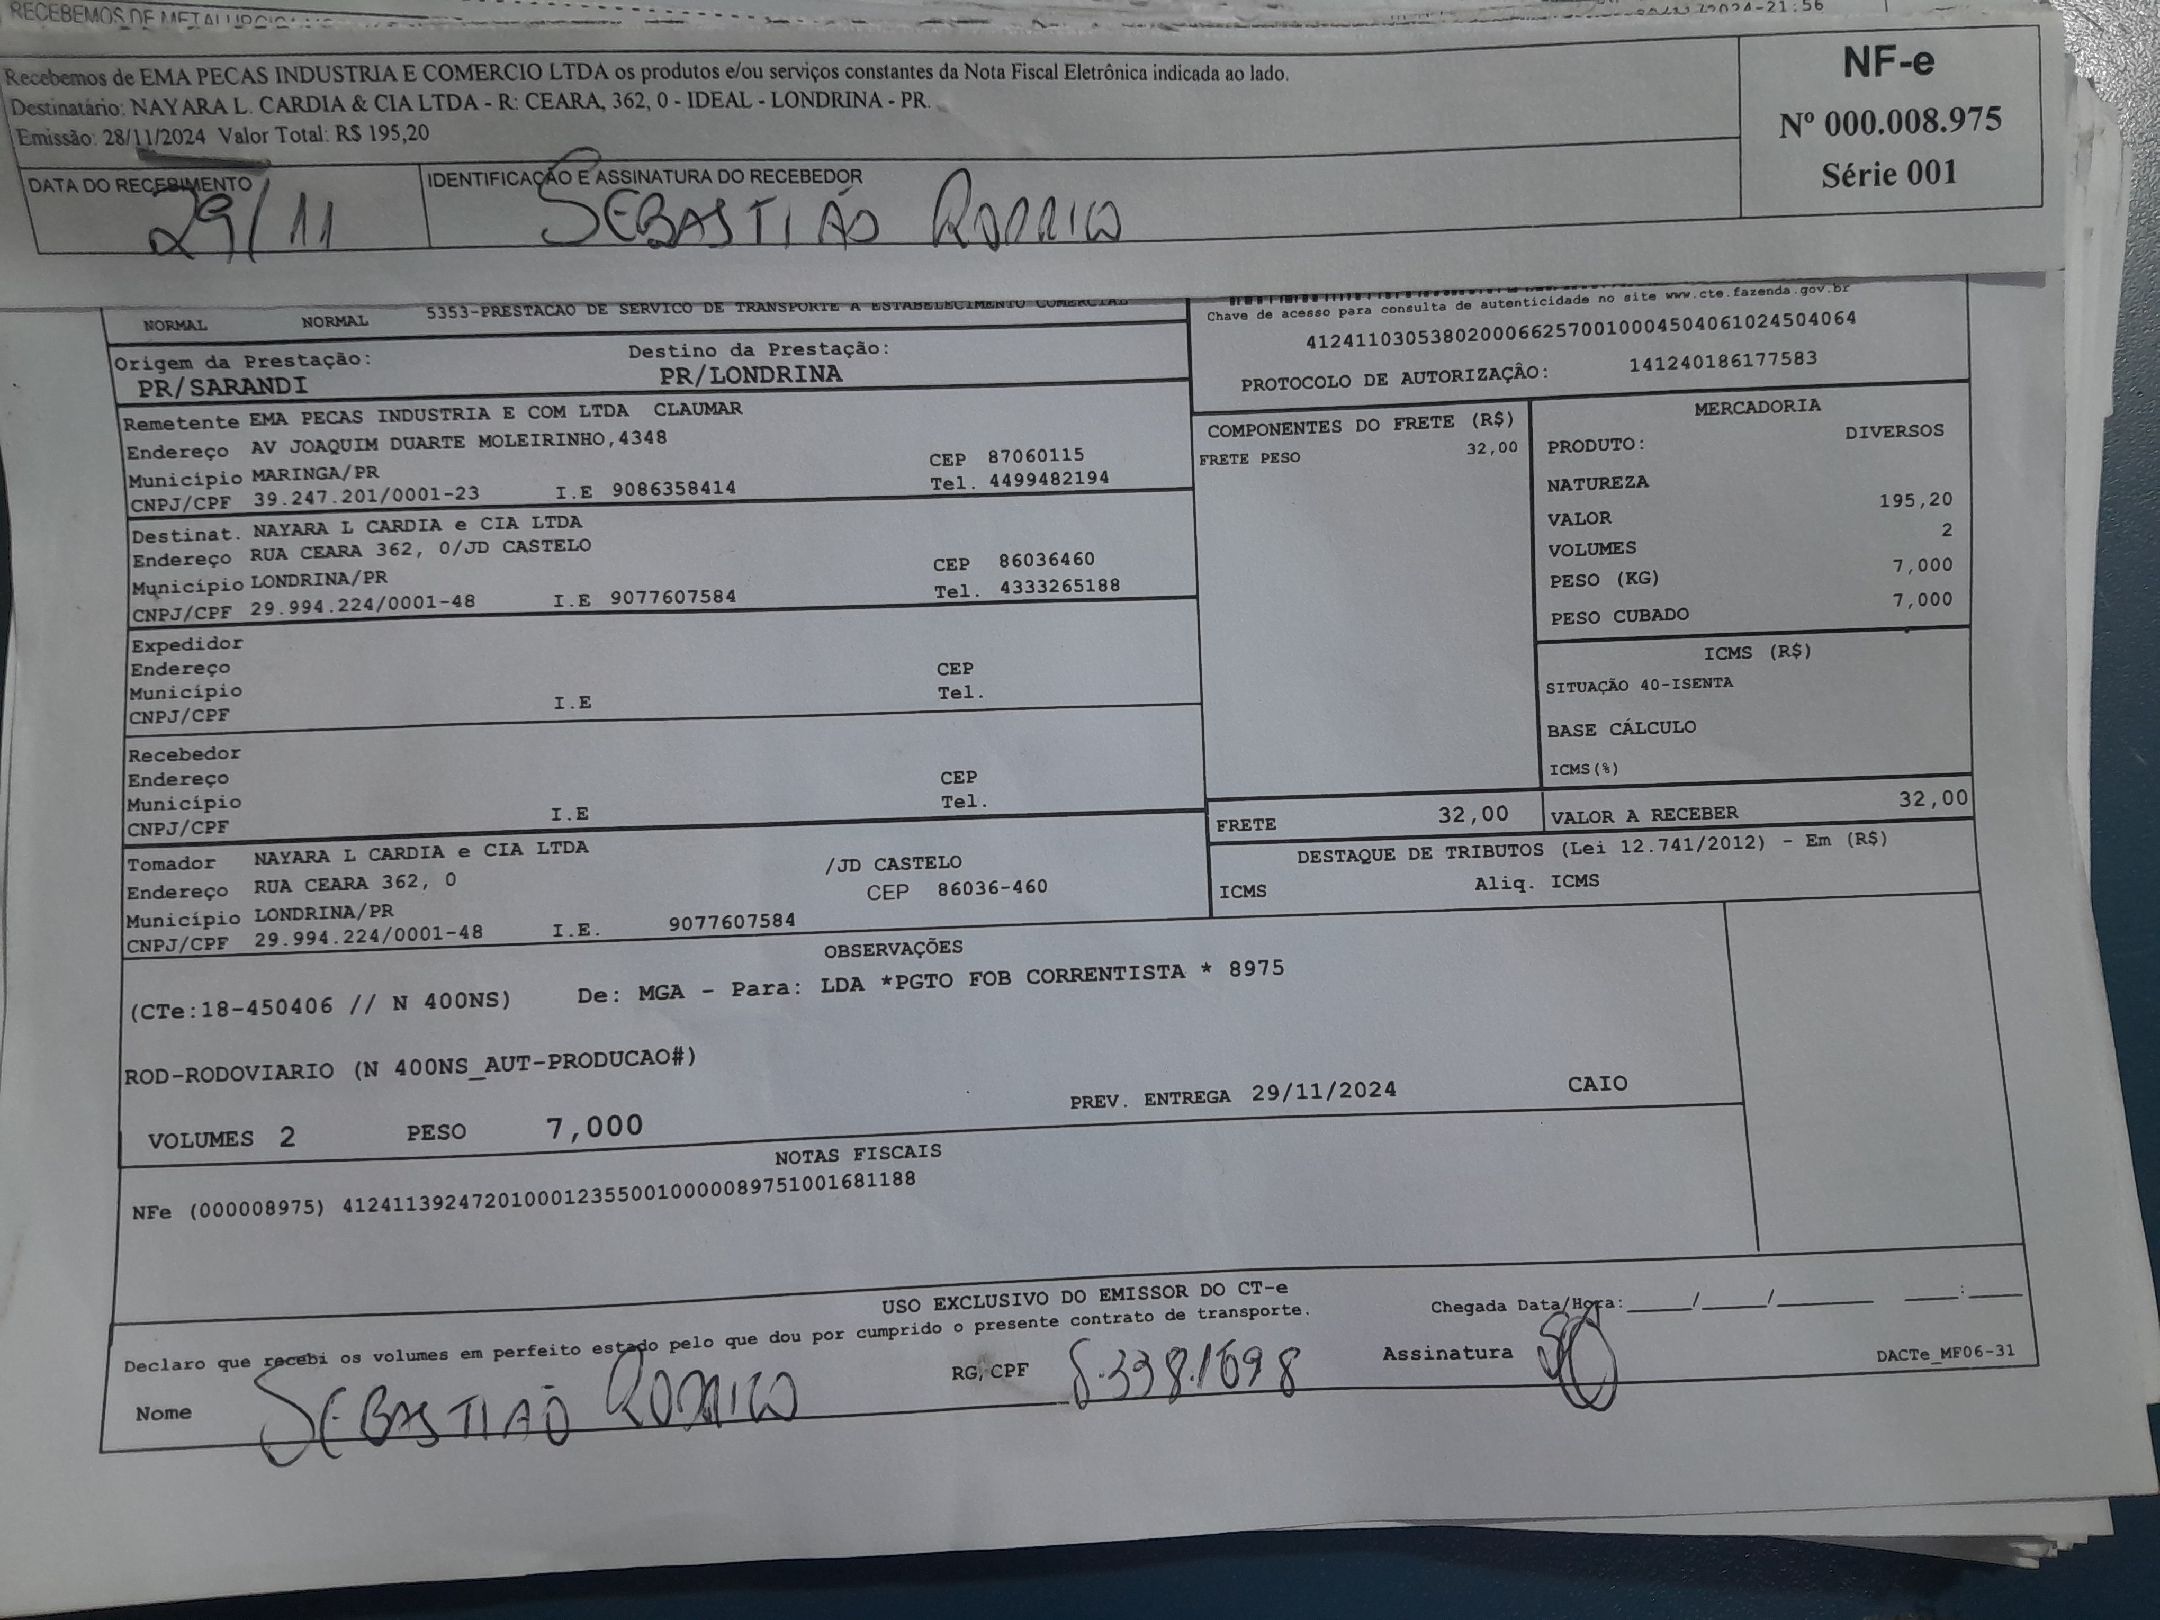 RECEBEMOS DE
21:56
Recebemos de EMA PECAS INDUSTRIA E COMERCIO LTDA os produtos e/ou serviços constantes da Nota Fiscal Eletrônica indicada ao lado.
Destinatário: NAYARA L. CARDIA & CIA LTDA - R: CEARA, 362, 0 - IDEAL - LONDRINA - PR.
Emissão: 28/11/2024 Valor Total: R$ 195,20
NF-e
Nº 000.008.975
Série 001
DATA DO RECEBIMENTO
29/11
IDENTIFICAÇÃO E ASSINATURA DO RECEBEDOR
SEBASTIÃO
NORMAL NORMAL 5353-PRESTACAO DE SERVICO DE TRANSPORTE A ESTABELECIMENTO COMERCIAL
Chave de acesso para consulta de autenticidade no site www.cte.fazenda.gov.br
41241103053802000662570010004504061024504064
PROTOCOLO DE AUTORIZAÇÃO: 141240186177583
Origem da Prestação: Destino da Prestação:
PR/SARANDI PR/LONDRINA
Remetente EMA PECAS INDUSTRIA E COM LTDA CLAUMAR
Endereço AV JOAQUIM DUARTE MOLEIRINHO,4348
Município MARINGA/PR CEP 87060115
CNPJ/CPF 39.247.201/0001-23 I.E 9086358414 Tel. 4499482194
Destinat. NAYARA L CARDIA e CIA LTDA
Endereço RUA CEARA 362, 0/JD CASTELO
Município LONDRINA/PR CEP 86036460
CNPJ/CPF 29.994.224/0001-48 I.E 9077607584 Tel. 4333265188
Expedidor
Endereço
Município CEP
CNPJ/CPF I.E Tel.
Recebedor
Endereço
Município CEP
CNPJ/CPF I.E Tel.
Tomador NAYARA L CARDIA e CIA LTDA
Endereço RUA CEARA 362, 0 /JD CASTELO
Município LONDRINA/PR CEP 86036-460
CNPJ/CPF 29.994.224/0001-48 I.E. 9077607584
COMPONENTES DO FRETE (R$)
FRETE PESO 32,00
MERCADORIA
PRODUTO: DIVERSOS
NATUREZA
VALOR 195,20
VOLUMES 2
PESO (KG) 7,000
PESO CUBADO 7,000
ICMS (R$)
SITUAÇÃO 40-ISENTA
BASE CÁLCULO
ICMS(%)
FRETE 32,00 VALOR A RECEBER 32,00
DESTAQUE DE TRIBUTOS (Lei 12.741/2012) - Em (R$)
ICMS Aliq. ICMS
OBSERVAÇÕES
(CTe:18-450406 // N 400NS) De: MGA - Para: LDA *PGTO FOB CORRENTISTA * 8975
ROD-RODOVIARIO (N 400NS_AUT-PRODUCAO#)
VOLUMES 2 PESO 7,000 PREV. ENTREGA 29/11/2024 CAIO
NOTAS FISCAIS
NFe (000008975) 41241139247201000123550010000089751001681188
USO EXCLUSIVO DO EMISSOR DO CT-e
Declaro que recebi os volumes em perfeito estado pelo que dou por cumprido o presente contrato de transporte.
Chegada Data/Hora:_____/_____/_______ ____:____
Nome SEBASTIÃO RG, CPF Assinatura
DACTe_MF06-31